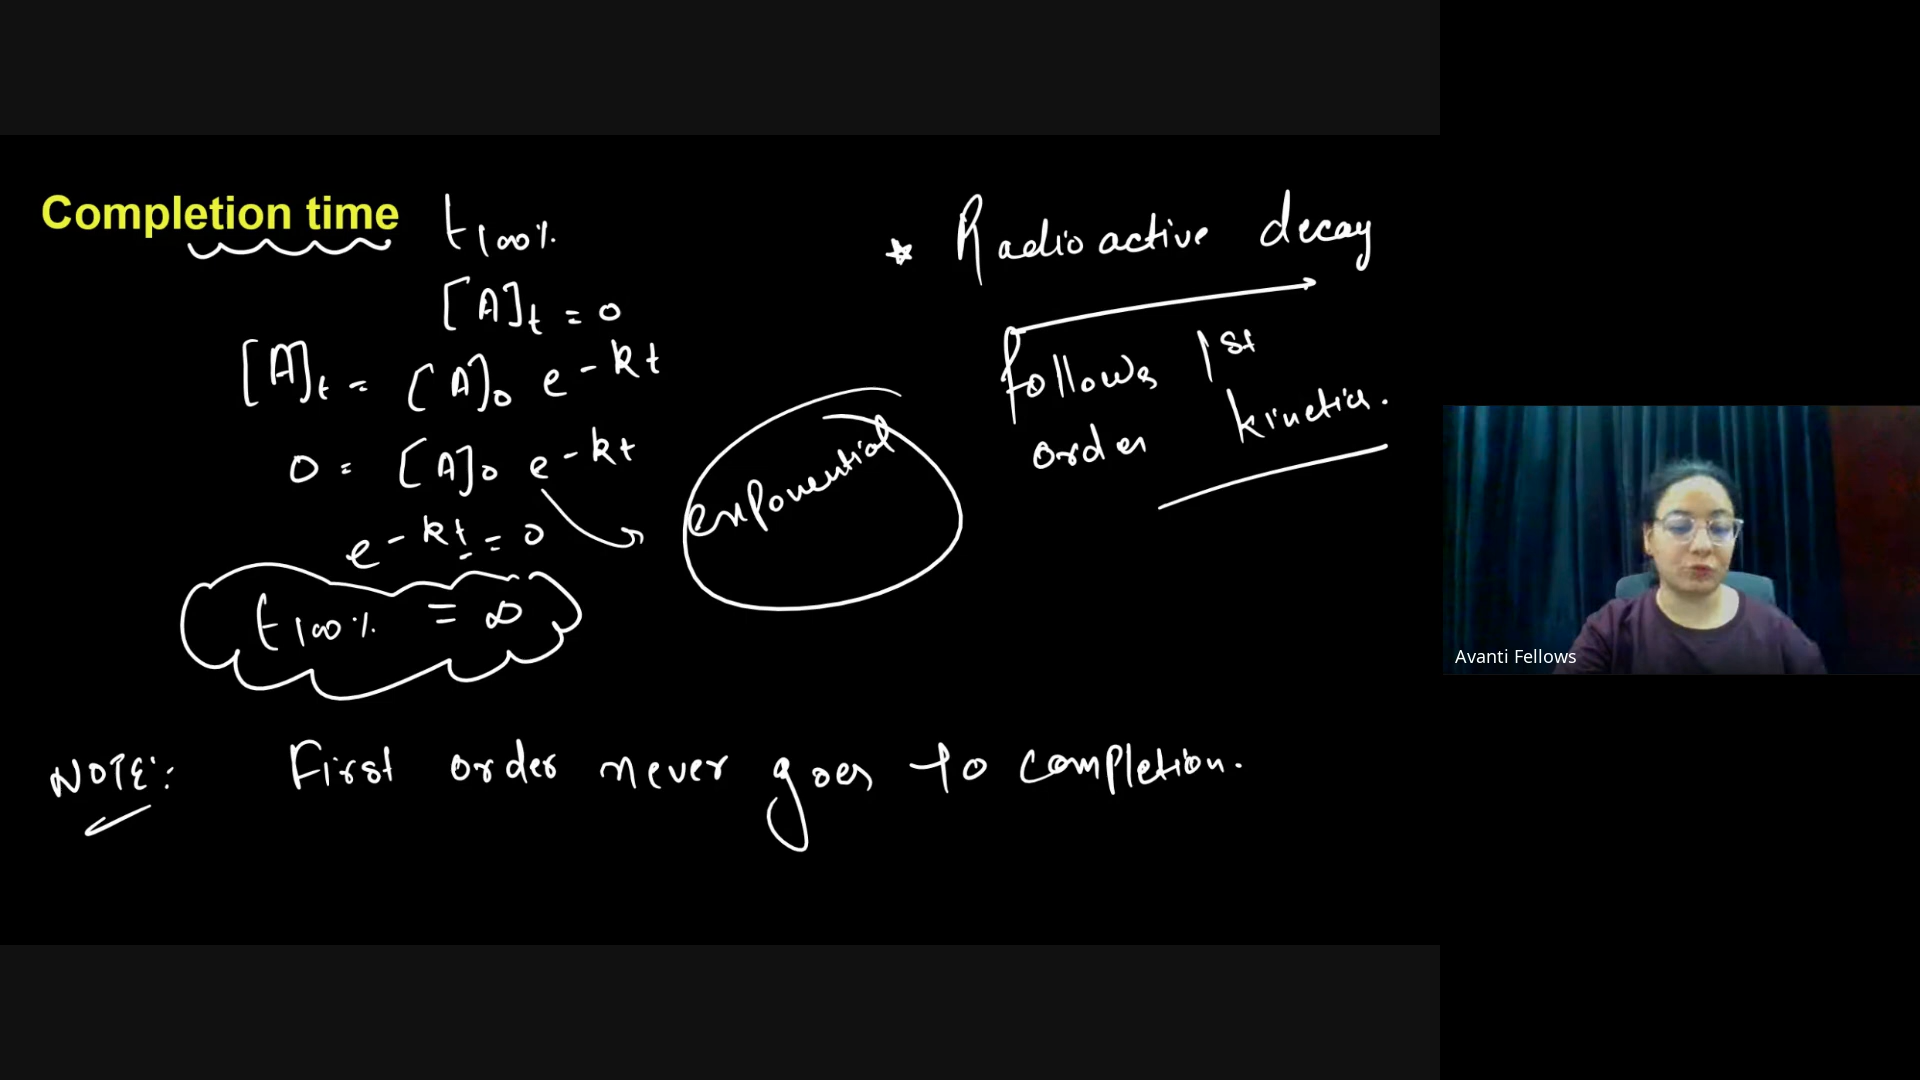 Completion time t100%
[A]t = 0
[A]t = [A]0 e-kt
0 = [A]0 e-kt
e-kt = 0
t100% = ∞
exponential
* Radioactive decay
follows 1st
order kinetics.
NOTE: First order never goes to completion.
Avanti Fellows